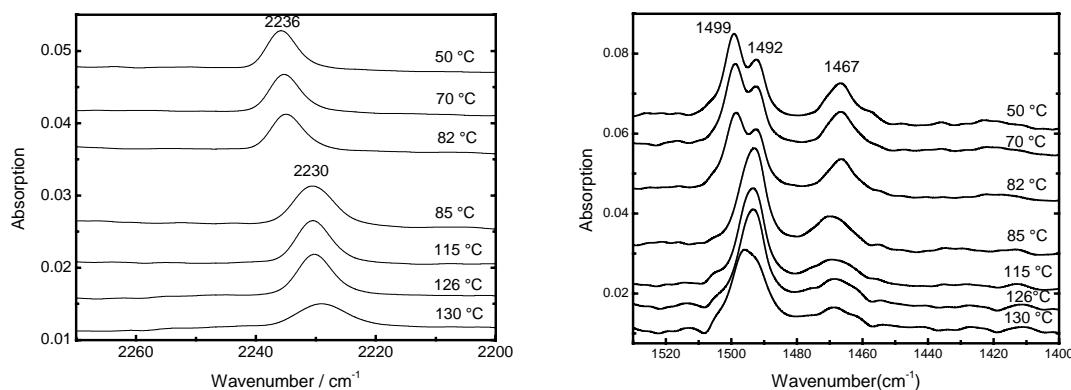 2236
0.05
50 °C
70 °C
0.04
82 °C
2230
0.03
85 °C
0.02
115 °C
126 °C
130 °C
0.01
2260
2240
2220
2200
Absorption
Wavenumber / cm-1
1499
1492
1467
0.08
50 °C
0.06
70 °C
82 °C
0.04
85 °C
0.02
115 °C
126°C
130 °C
1520
1500
1480
1460
1440
1420
1400
Absorption
Wavenumber(cm-1)